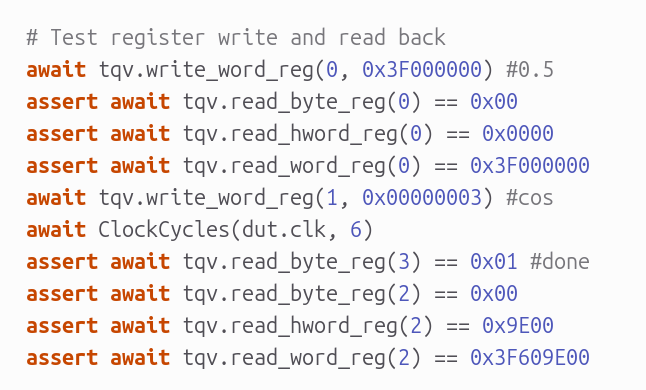 # Test register write and read back
await tqv.write_word_reg(0, 0x3F000000) #0.5
assert await tqv.read_byte_reg(0) == 0x00
assert await tqv.read_hword_reg(0) == 0x0000
assert await tqv.read_word_reg(0) == 0x3F000000
await tqv.write_word_reg(1, 0x00000003) #cos
await ClockCycles(dut.clk, 6)
assert await tqv.read_byte_reg(3) == 0x01 #done
assert await tqv.read_byte_reg(2) == 0x00
assert await tqv.read_hword_reg(2) == 0x9E00
assert await tqv.read_word_reg(2) == 0x3F609E00